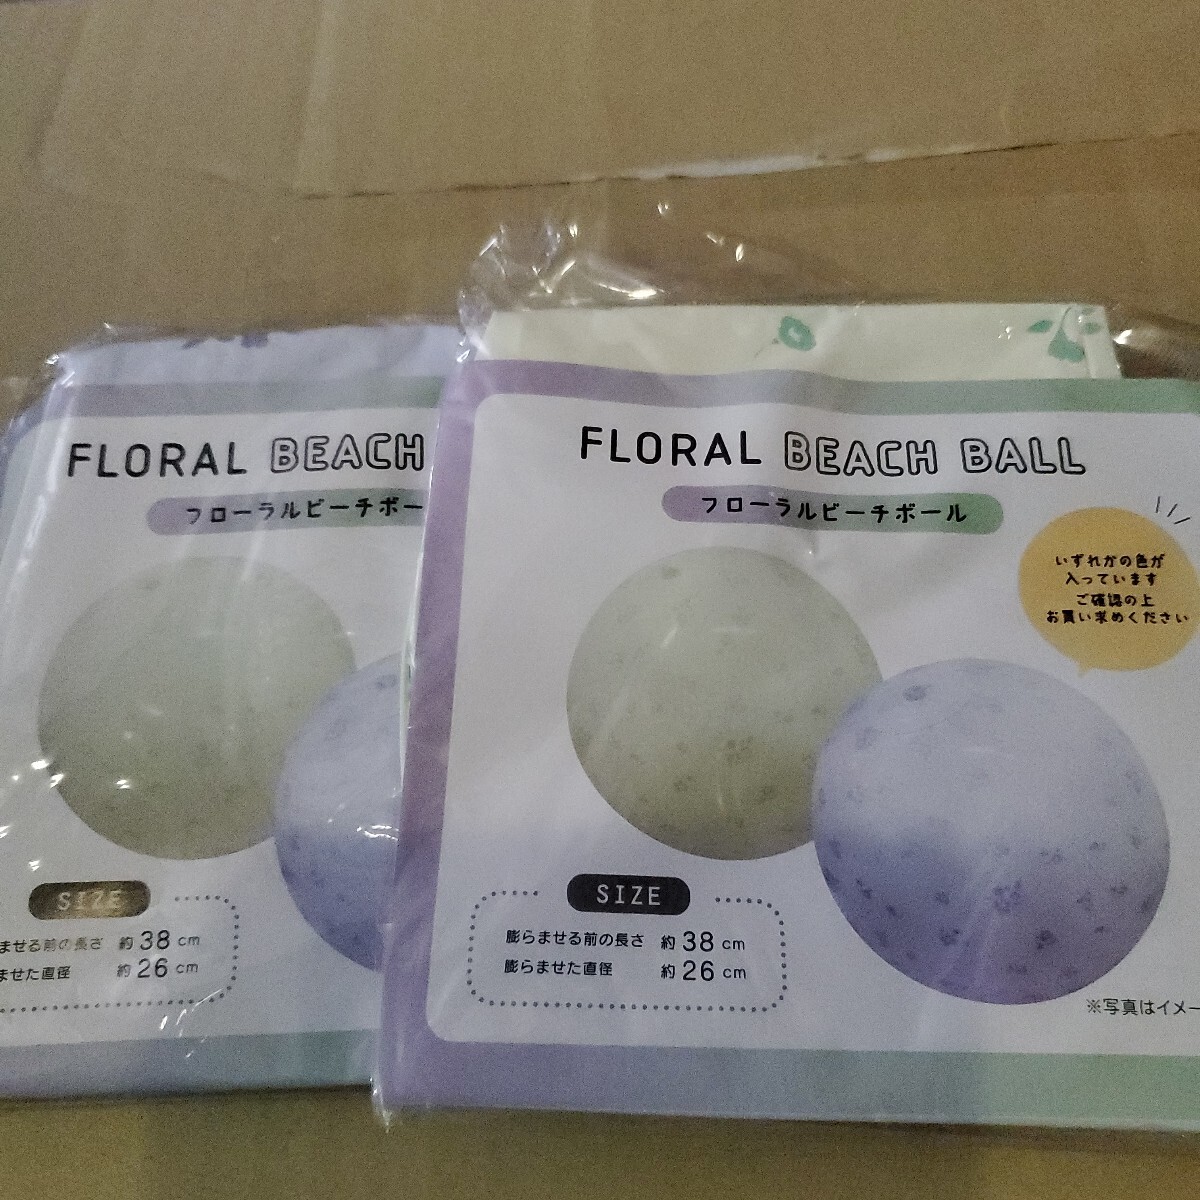 FLORAL BEACH
フローラルビーチボー
SIZE
ませる前の長さ 約38cm
ませた直径 約26cm
FLORAL BEACH BALL
フローラルビーチボール
いずれかの色が
入っています
ご確認の上
お買い求めください
SIZE
膨らませる前の長さ 約38cm
膨らませた直径 約26cm
※写真はイメー